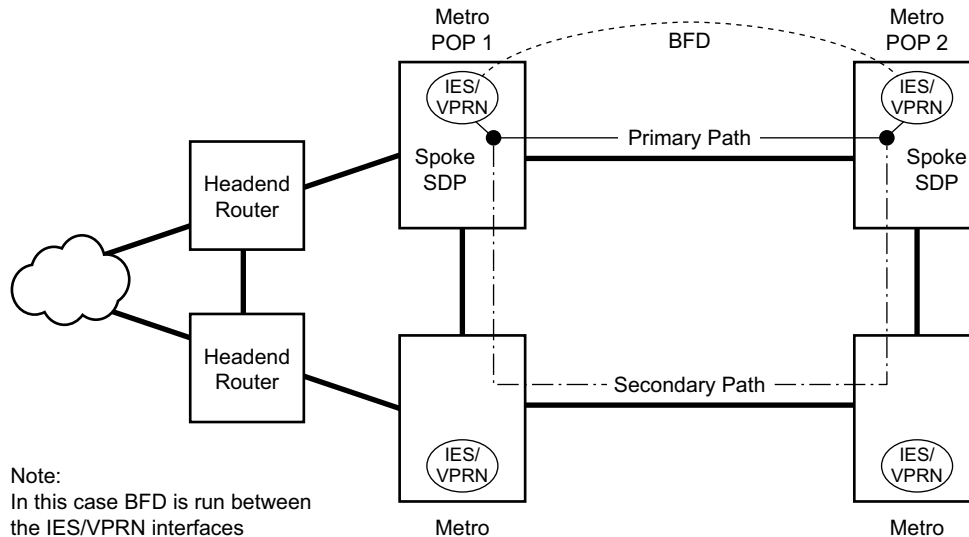 Metro
POP 1
Metro
POP 2
BFD
IES/
VPRN
IES/
VPRN
Primary Path
Spoke
SDP
Spoke
SDP
Headend
Router
Headend
Router
Secondary Path
IES/
VPRN
IES/
VPRN
Note:
In this case BFD is run between
the IES/VPRN interfaces
Metro
Metro